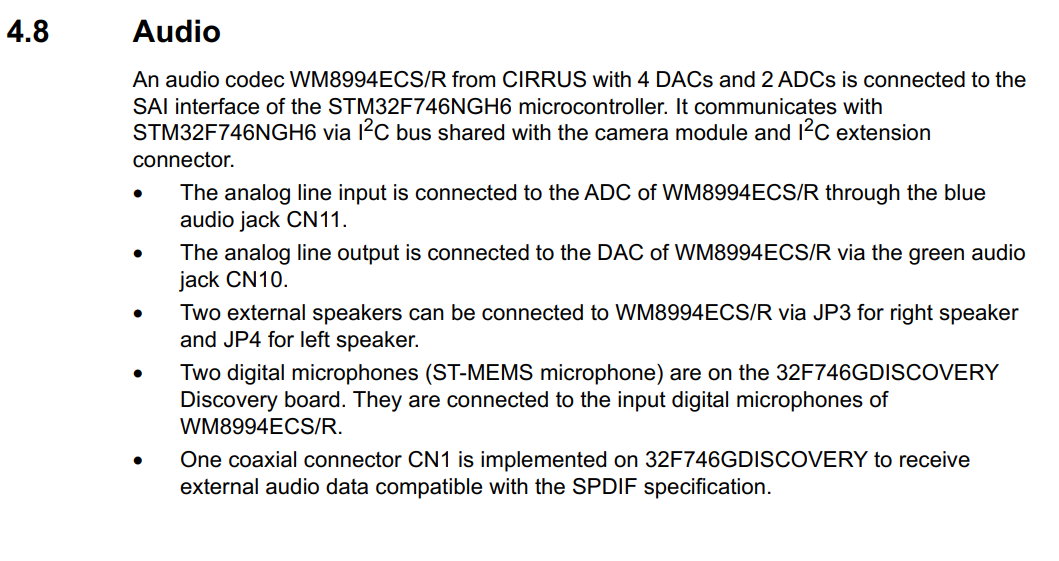 4.8 Audio
An audio codec WM8994ECS/R from CIRRUS with 4 DACs and 2 ADCs is connected to the
SAI interface of the STM32F746NGH6 microcontroller. It communicates with
STM32F746NGH6 via I²C bus shared with the camera module and I²C extension
connector.
• The analog line input is connected to the ADC of WM8994ECS/R through the blue
audio jack CN11.
• The analog line output is connected to the DAC of WM8994ECS/R via the green audio
jack CN10.
• Two external speakers can be connected to WM8994ECS/R via JP3 for right speaker
and JP4 for left speaker.
• Two digital microphones (ST-MEMS microphone) are on the 32F746GDISCOVERY
Discovery board. They are connected to the input digital microphones of
WM8994ECS/R.
• One coaxial connector CN1 is implemented on 32F746GDISCOVERY to receive
external audio data compatible with the SPDIF specification.